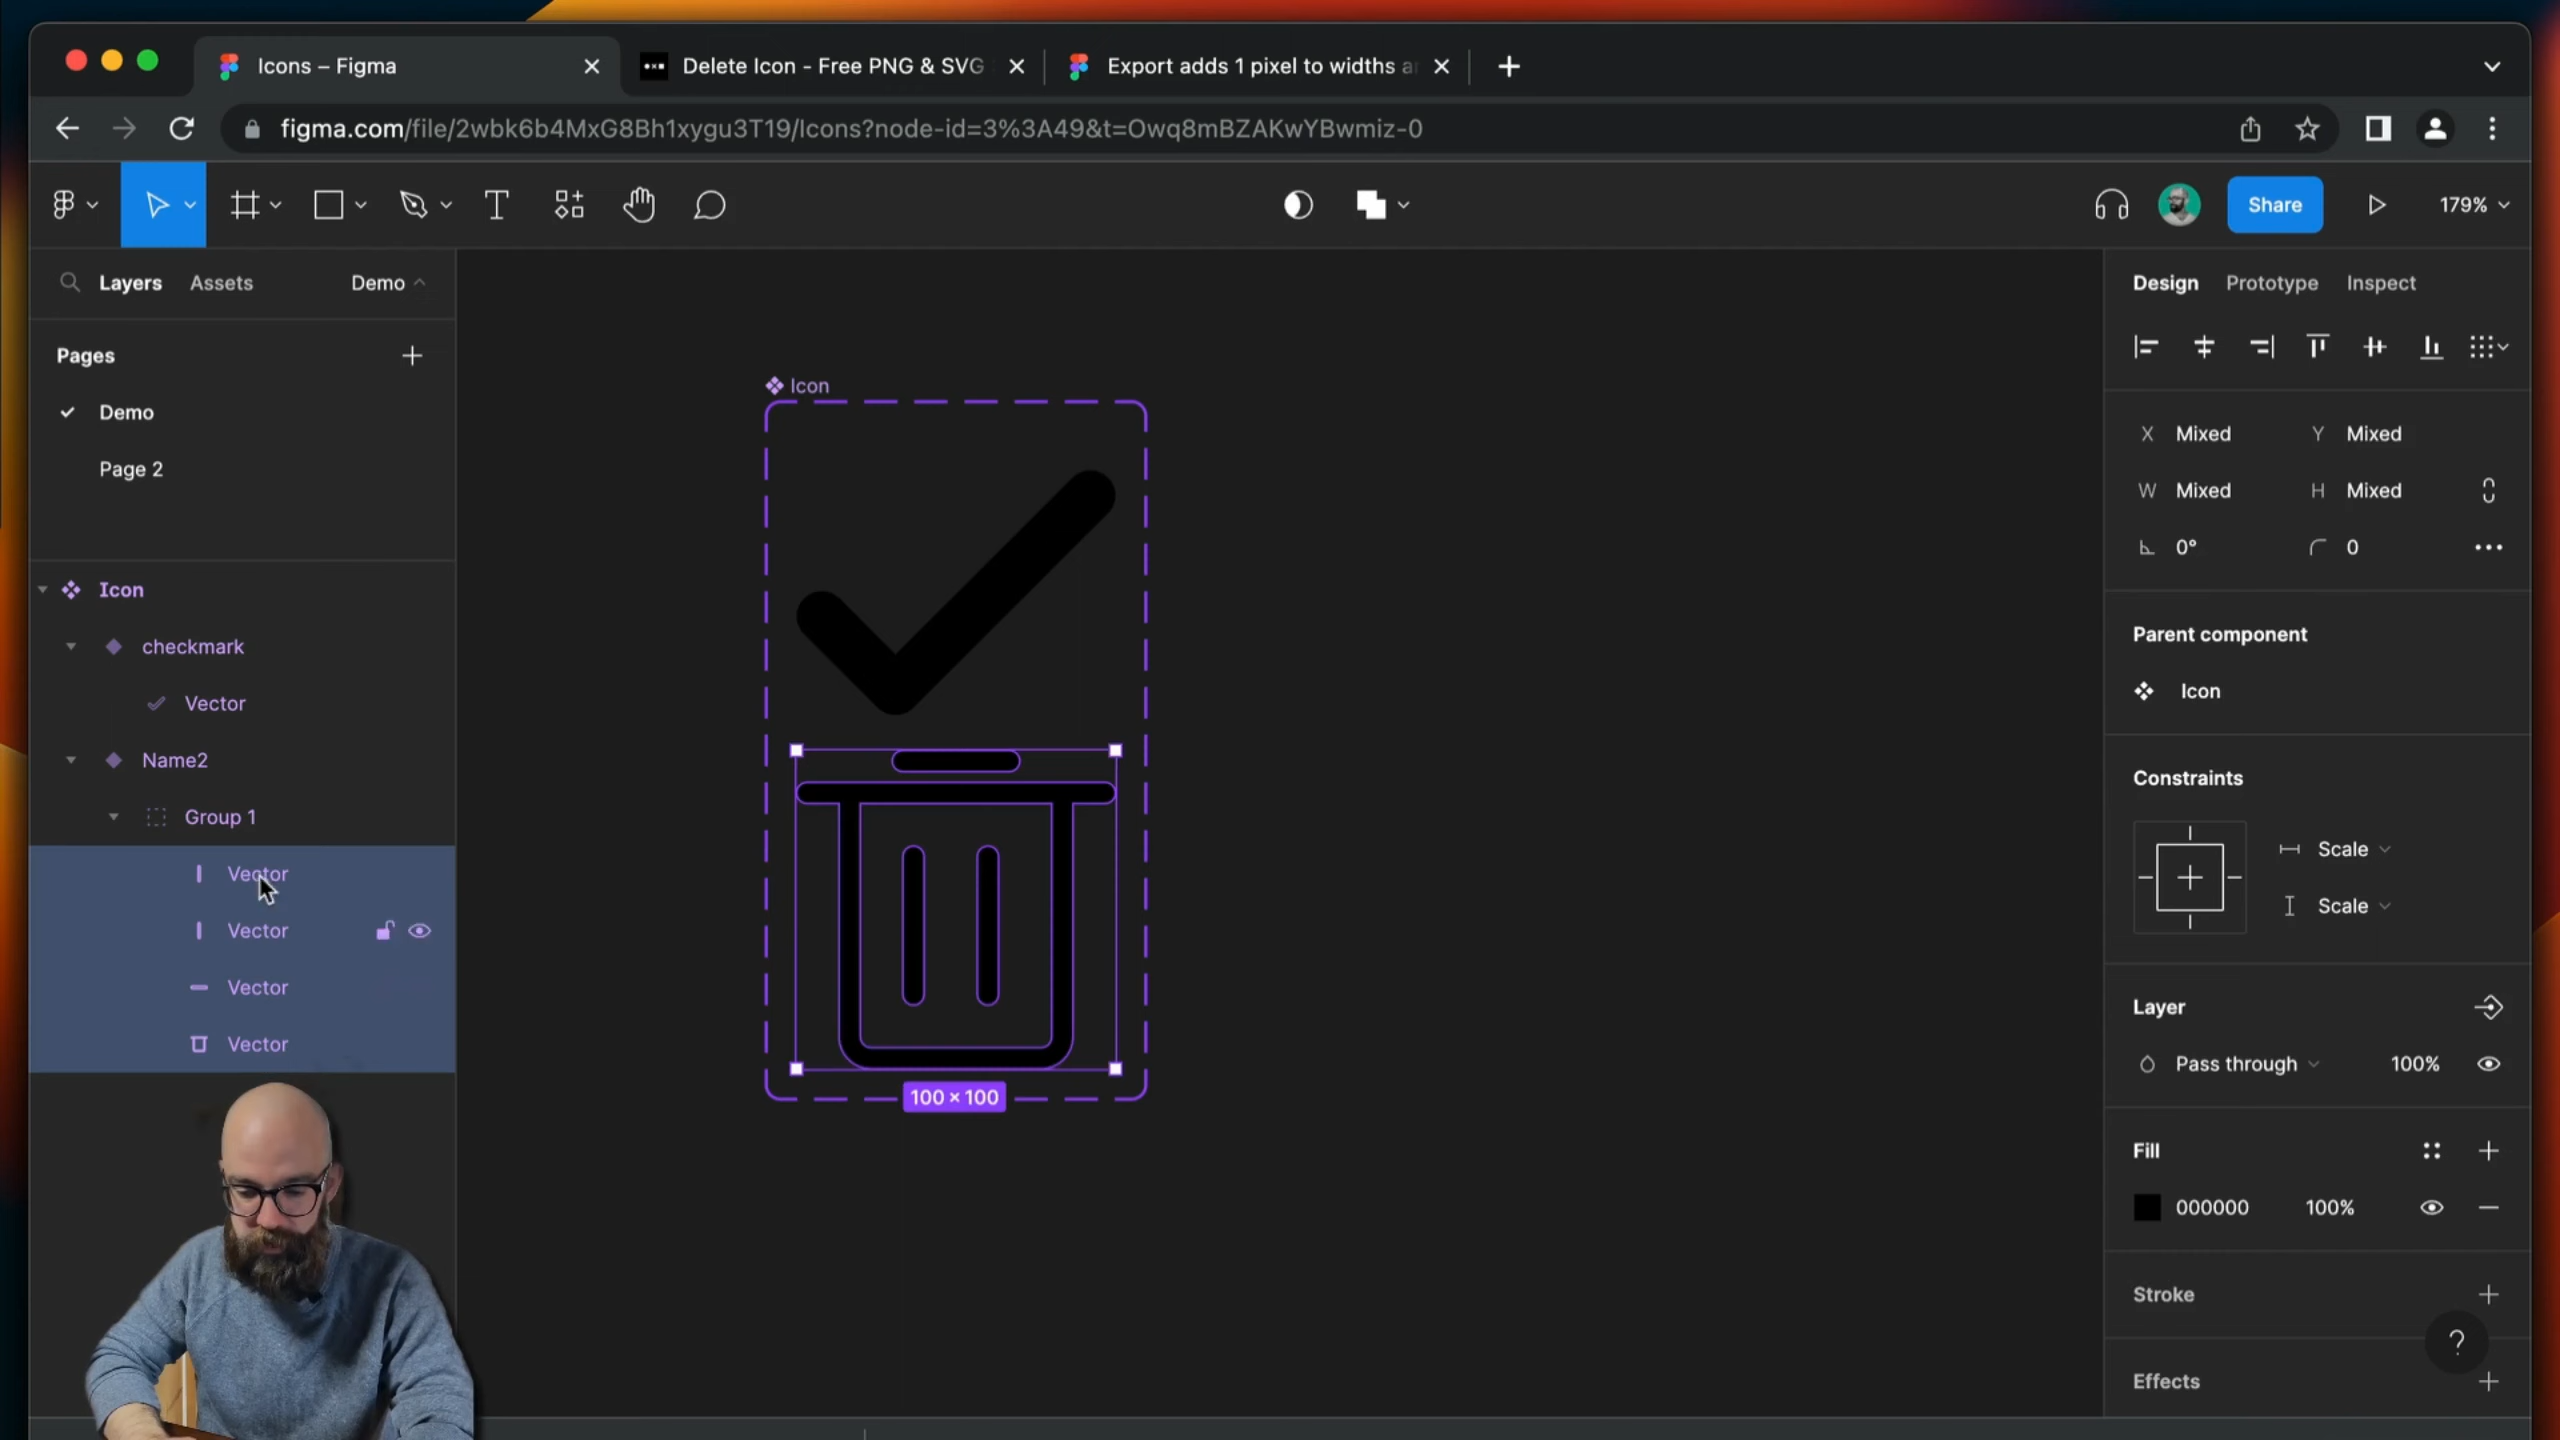 Icons – Figma
Delete Icon - Free PNG & SVG
Export adds 1 pixel to widths a
figma.com/file/2wbk6b4MxG8Bh1xygu3T19/Icons?node-id=3%3A49&t=Owq8mBZAKwYBwmiz-0
Share
179%
Layers
Assets
Demo
Pages
Demo
Page 2
Icon
checkmark
Vector
Name2
Group 1
Vector
Vector
Vector
Vector
Icon
100 × 100
Design
Prototype
Inspect
X Mixed
Y Mixed
W Mixed
H Mixed
0°
0
Parent component
Icon
Constraints
Scale
Scale
Layer
Pass through
100%
Fill
000000
100%
Stroke
?
Effects